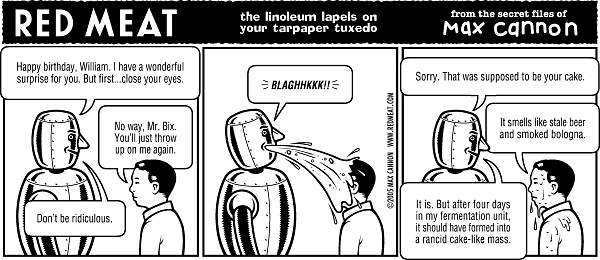 RED MEAT
the linoleum lapels on
your tarpaper tuxedo
from the secret files of
Max cannon
Happy birthday, William. I have a wonderful
surprise for you. But first...close your eyes.
No way, Mr. Bix.
You'll just throw
up on me again.
Don't be ridiculous.
BLAGHHKKK!!
©2005 MAX CANNON WWW.REDMEAT.COM
Sorry. That was supposed to be your cake.
It smells like stale beer
and smoked bologna.
It is. But after four days
in my fermentation unit,
it should have formed into
a rancid cake-like mass.